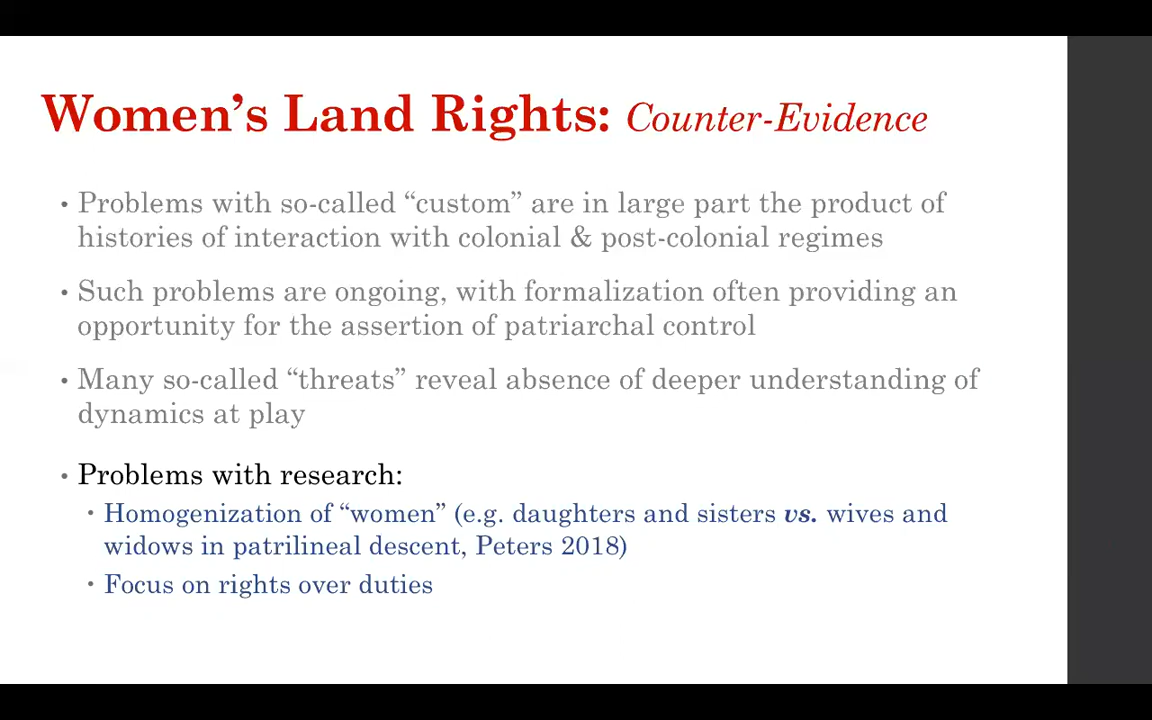 Women’s Land Rights: Counter-Evidence
• Problems with so-called “custom” are in large part the product of
histories of interaction with colonial & post-colonial regimes
• Such problems are ongoing, with formalization often providing an
opportunity for the assertion of patriarchal control
• Many so-called “threats” reveal absence of deeper understanding of
dynamics at play
• Problems with research:
• Homogenization of “women” (e.g. daughters and sisters vs. wives and
widows in patrilineal descent, Peters 2018)
• Focus on rights over duties